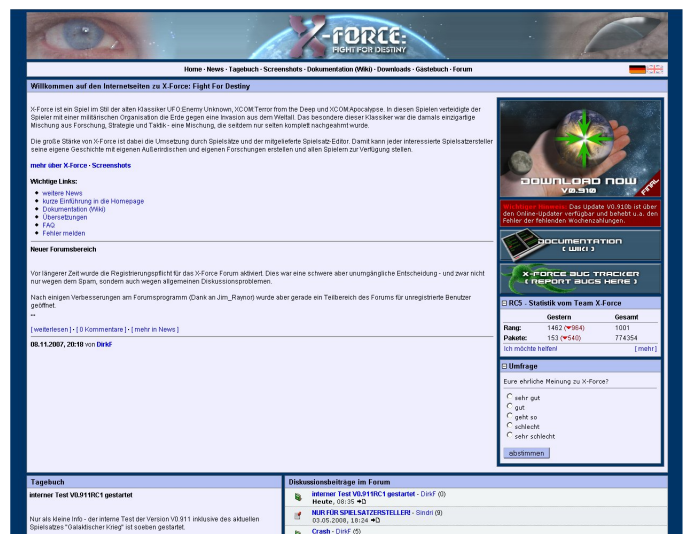 X-FORCE:
FIGHT FOR DESTINY
Home · News · Tagebuch · Screenshots · Dokumentation (Wiki) · Downloads · Gästebuch · Forum
Willkommen auf den Internetseiten zu X-Force: Fight For Destiny
X-Force ist ein Spiel im Stil der alten Klassiker UFO:Enemy Unknown, XCOM:Terror from the Deep und XCOM:Apocalypse. In diesen Spielen verteidigte der
Spieler mit einer militärischen Organisation die Erde gegen eine Invasion aus dem Weltall. Das besondere dieser Klassiker war die damals einzigartige
Mischung aus Forschung, Strategie und Taktik - eine Mischung, die seitdem nur selten komplett nachgeahmt wurde.
Die große Stärke von X-Force ist dabei die Umsetzung durch Spielsätze und der mitgelieferte Spielsatz-Editor. Damit kann jeder interessierte Spielsatzersteller
seine eigene Geschichte mit eigenen Außerirdischen und eigenen Forschungen erstellen und allen Spielern zur Verfügung stellen.
mehr über X-Force · Screenshots
Wichtige Links:
weitere News
kurze Einführung in die Homepage
Dokumentation (Wiki)
Übersetzungen
FAQ
Fehler melden
Neuer Forumsbereich
Vor längerer Zeit wurde die Registrierungspflicht für das X-Force Forum aktiviert. Dies war eine schwere aber unumgängliche Entscheidung - und zwar nicht
nur wegen dem Spam, sondern auch wegen allgemeinen Diskussionsproblemen.
Nach einigen Verbesserungen am Forumsprogramm (Dank an Jim_Raynor) wurde aber gerade ein Teilbereich des Forums für unregistrierte Benutzer
geöffnet.
...
[ weiterlesen ] · [ 0 Kommentare ] · [ mehr in News ]
08.11.2007, 20:18 von DirkF
DOWNLOAD NOW
V0.910
FINAL
Wichtiger Hinweis: Das Update V0.910b ist über
den Online-Updater verfügbar und behebt u.a. den
Fehler der fehlenden Wochenzahlungen.
DOCUMENTATION
( WIKI )
X-FORCE BUG TRACKER
( REPORT BUGS HERE )
RC5 - Statistik vom Team X-Force
Gestern Gesamt
Rang: 1462 (▼964) 1001
Pakete: 153 (▼540) 774354
Ich möchte helfen! [ mehr ]
Umfrage
Eure ehrliche Meinung zu X-Force?
sehr gut
gut
geht so
schlecht
sehr schlecht
abstimmen
Tagebuch
interner Test V0.911RC1 gestartet
Nur als kleine Info - der interne Test der Version V0.911 inklusive des aktuellen
Spielsatzes "Galaktischer Krieg" ist soeben gestartet.
Diskussionsbeiträge im Forum
interner Test V0.911RC1 gestartet - DirkF (0)
Heute, 08:35
NUR FÜR SPIELSATZERSTELLER! - Sindri (9)
03.05.2008, 18:24
Crash - DirkF (5)